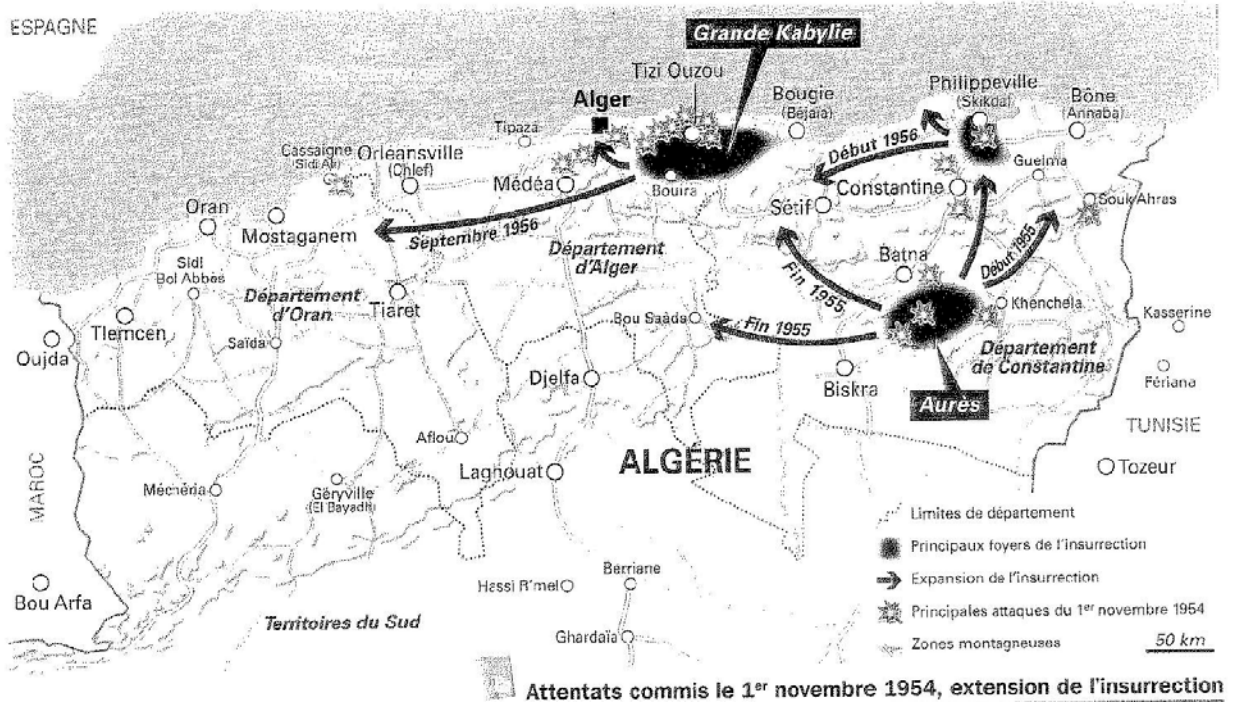 ESPAGNE
Grande Kabylie
Tizi Ouzou
Alger
Tipaza
Bougie
(Béjaïa)
Philippeville
(Skikda)
Bône
(Annaba)
Cassaigne
(Sidi Ali)
Orléansville
(Chlef)
Médéa
Bouira
Début 1956
Guelma
Constantine
Sétif
Souk Ahras
Oran
Mostaganem
Septembre 1956
Département
d'Alger
Batna
Début 1955
Fin 1955
Sidi
Bol Abbès
Département
d'Oran
Tiaret
Bou Saâda
Fin 1955
Khenchela
Kasserine
Tlemcen
Oujda
Saïda
Département
de Constantine
Djelfa
Biskra
Fériana
Aurès
TUNISIE
Aflou
ALGÉRIE
Laghouat
Tozeur
MAROC
Méchéria
Géryville
(El Bayadh)
Limites de département
Principaux foyers de l'insurrection
Bou Arfa
Hassi R'mel
Berriane
Expansion de l'insurrection
Territoires du Sud
Ghardaïa
Principales attaques du 1er novembre 1954
Zones montagneuses
50 km
Attentats commis le 1er novembre 1954, extension de l'insurrection